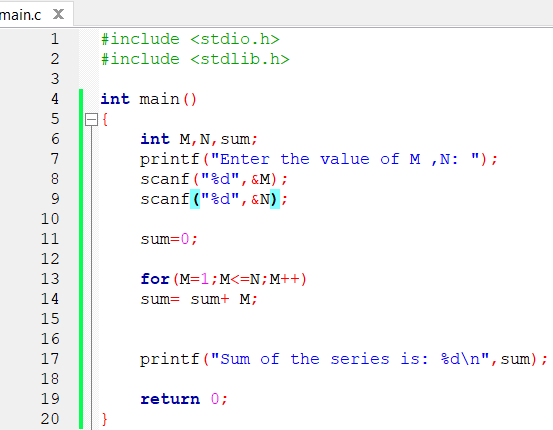 main.c X
1 #include <stdio.h>
2 #include <stdlib.h>
3
4 int main()
5 {
6 int M,N,sum;
7 printf("Enter the value of M ,N: ");
8 scanf("%d",&M);
9 scanf("%d",&N);
10
11 sum=0;
12
13 for(M=1;M<=N;M++)
14 sum= sum+ M;
15
16
17 printf("Sum of the series is: %d\n",sum);
18
19 return 0;
20 }